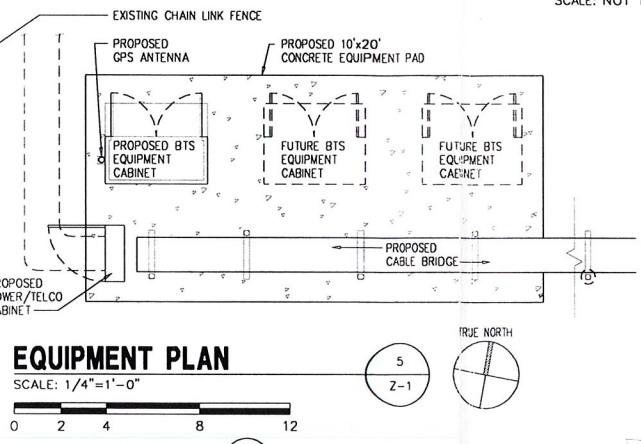 SCALE: NOT
EXISTING CHAIN LINK FENCE
PROPOSED
GPS ANTENNA
PROPOSED 10'x20'
CONCRETE EQUIPMENT PAD
PROPOSED BTS
EQUIPMENT
CABINET
FUTURE BTS
EQUIPMENT
CABINET
FUTURE BTS
EQUIPMENT
CABINET
PROPOSED
CABLE BRIDGE
ROPOSED
OWER/TELCO
ABINET
EQUIPMENT PLAN
SCALE: 1/4"=1'-0"
0 2 4 8 12
5
Z-1
TRUE NORTH